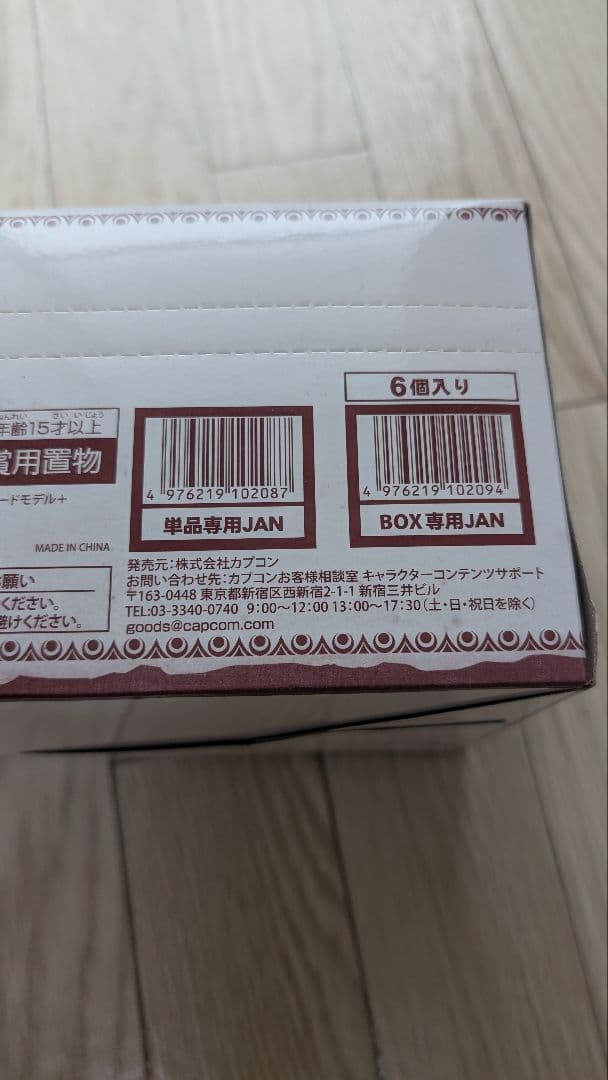 6個入り
ねんれい さい いじょう
年齢15才以上
賞用置物
ードモデル+
4 976219 102087
単品専用JAN
4 976219 102094
BOX専用JAN
MADE IN CHINA
発売元:株式会社カプコン
お問い合わせ先:カプコンお客様相談室 キャラクターコンテンツサポート
〒163-0448 東京都新宿区西新宿2-1-1 新宿三井ビル
TEL:03-3340-0740 9:00〜12:00 13:00〜17:30(土・日・祝日を除く)
goods@capcom.com
お願い
ください。
避けください。